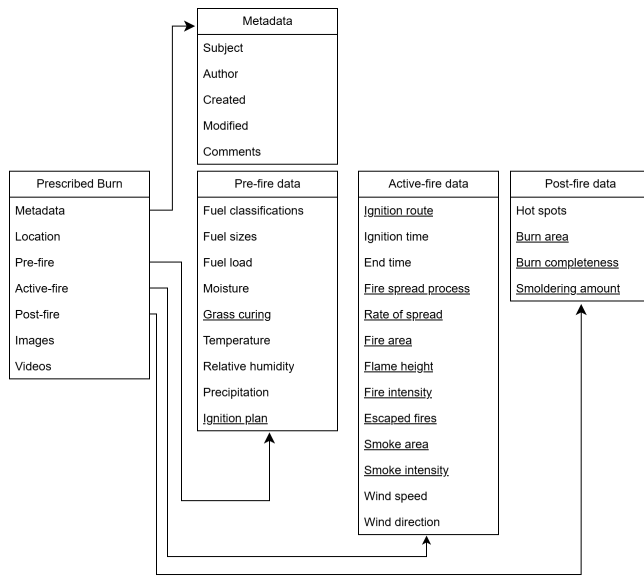 Metadata
Subject
Author
Created
Modified
Comments
Prescribed Burn
Metadata
Location
Pre-fire
Active-fire
Post-fire
Images
Videos
Pre-fire data
Fuel classifications
Fuel sizes
Fuel load
Moisture
Grass curing
Temperature
Relative humidity
Precipitation
Ignition plan
Active-fire data
Ignition route
Ignition time
End time
Fire spread process
Rate of spread
Fire area
Flame height
Fire intensity
Escaped fires
Smoke area
Smoke intensity
Wind speed
Wind direction
Post-fire data
Hot spots
Burn area
Burn completeness
Smoldering amount